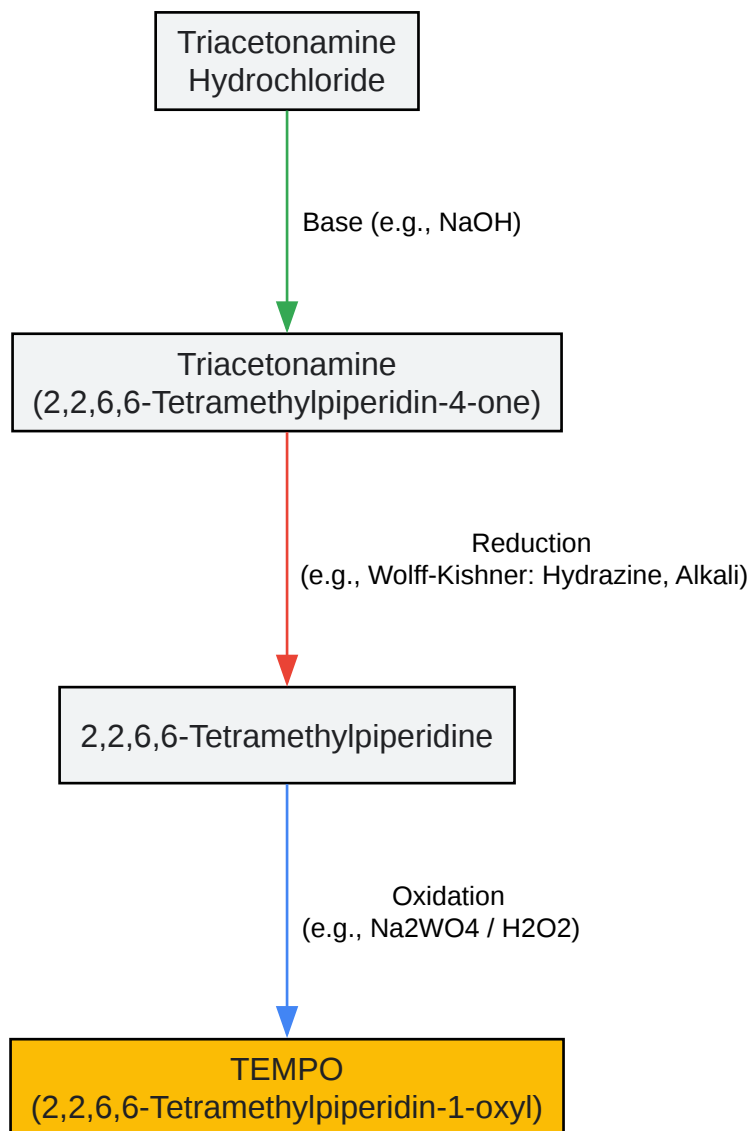 Triacetonamine
Hydrochloride
Base (e.g., NaOH)
Triacetonamine
(2,2,6,6-Tetramethylpiperidin-4-one)
Reduction
(e.g., Wolff-Kishner: Hydrazine, Alkali)
2,2,6,6-Tetramethylpiperidine
Oxidation
(e.g., Na2WO4 / H2O2)
TEMPO
(2,2,6,6-Tetramethylpiperidin-1-oxyl)